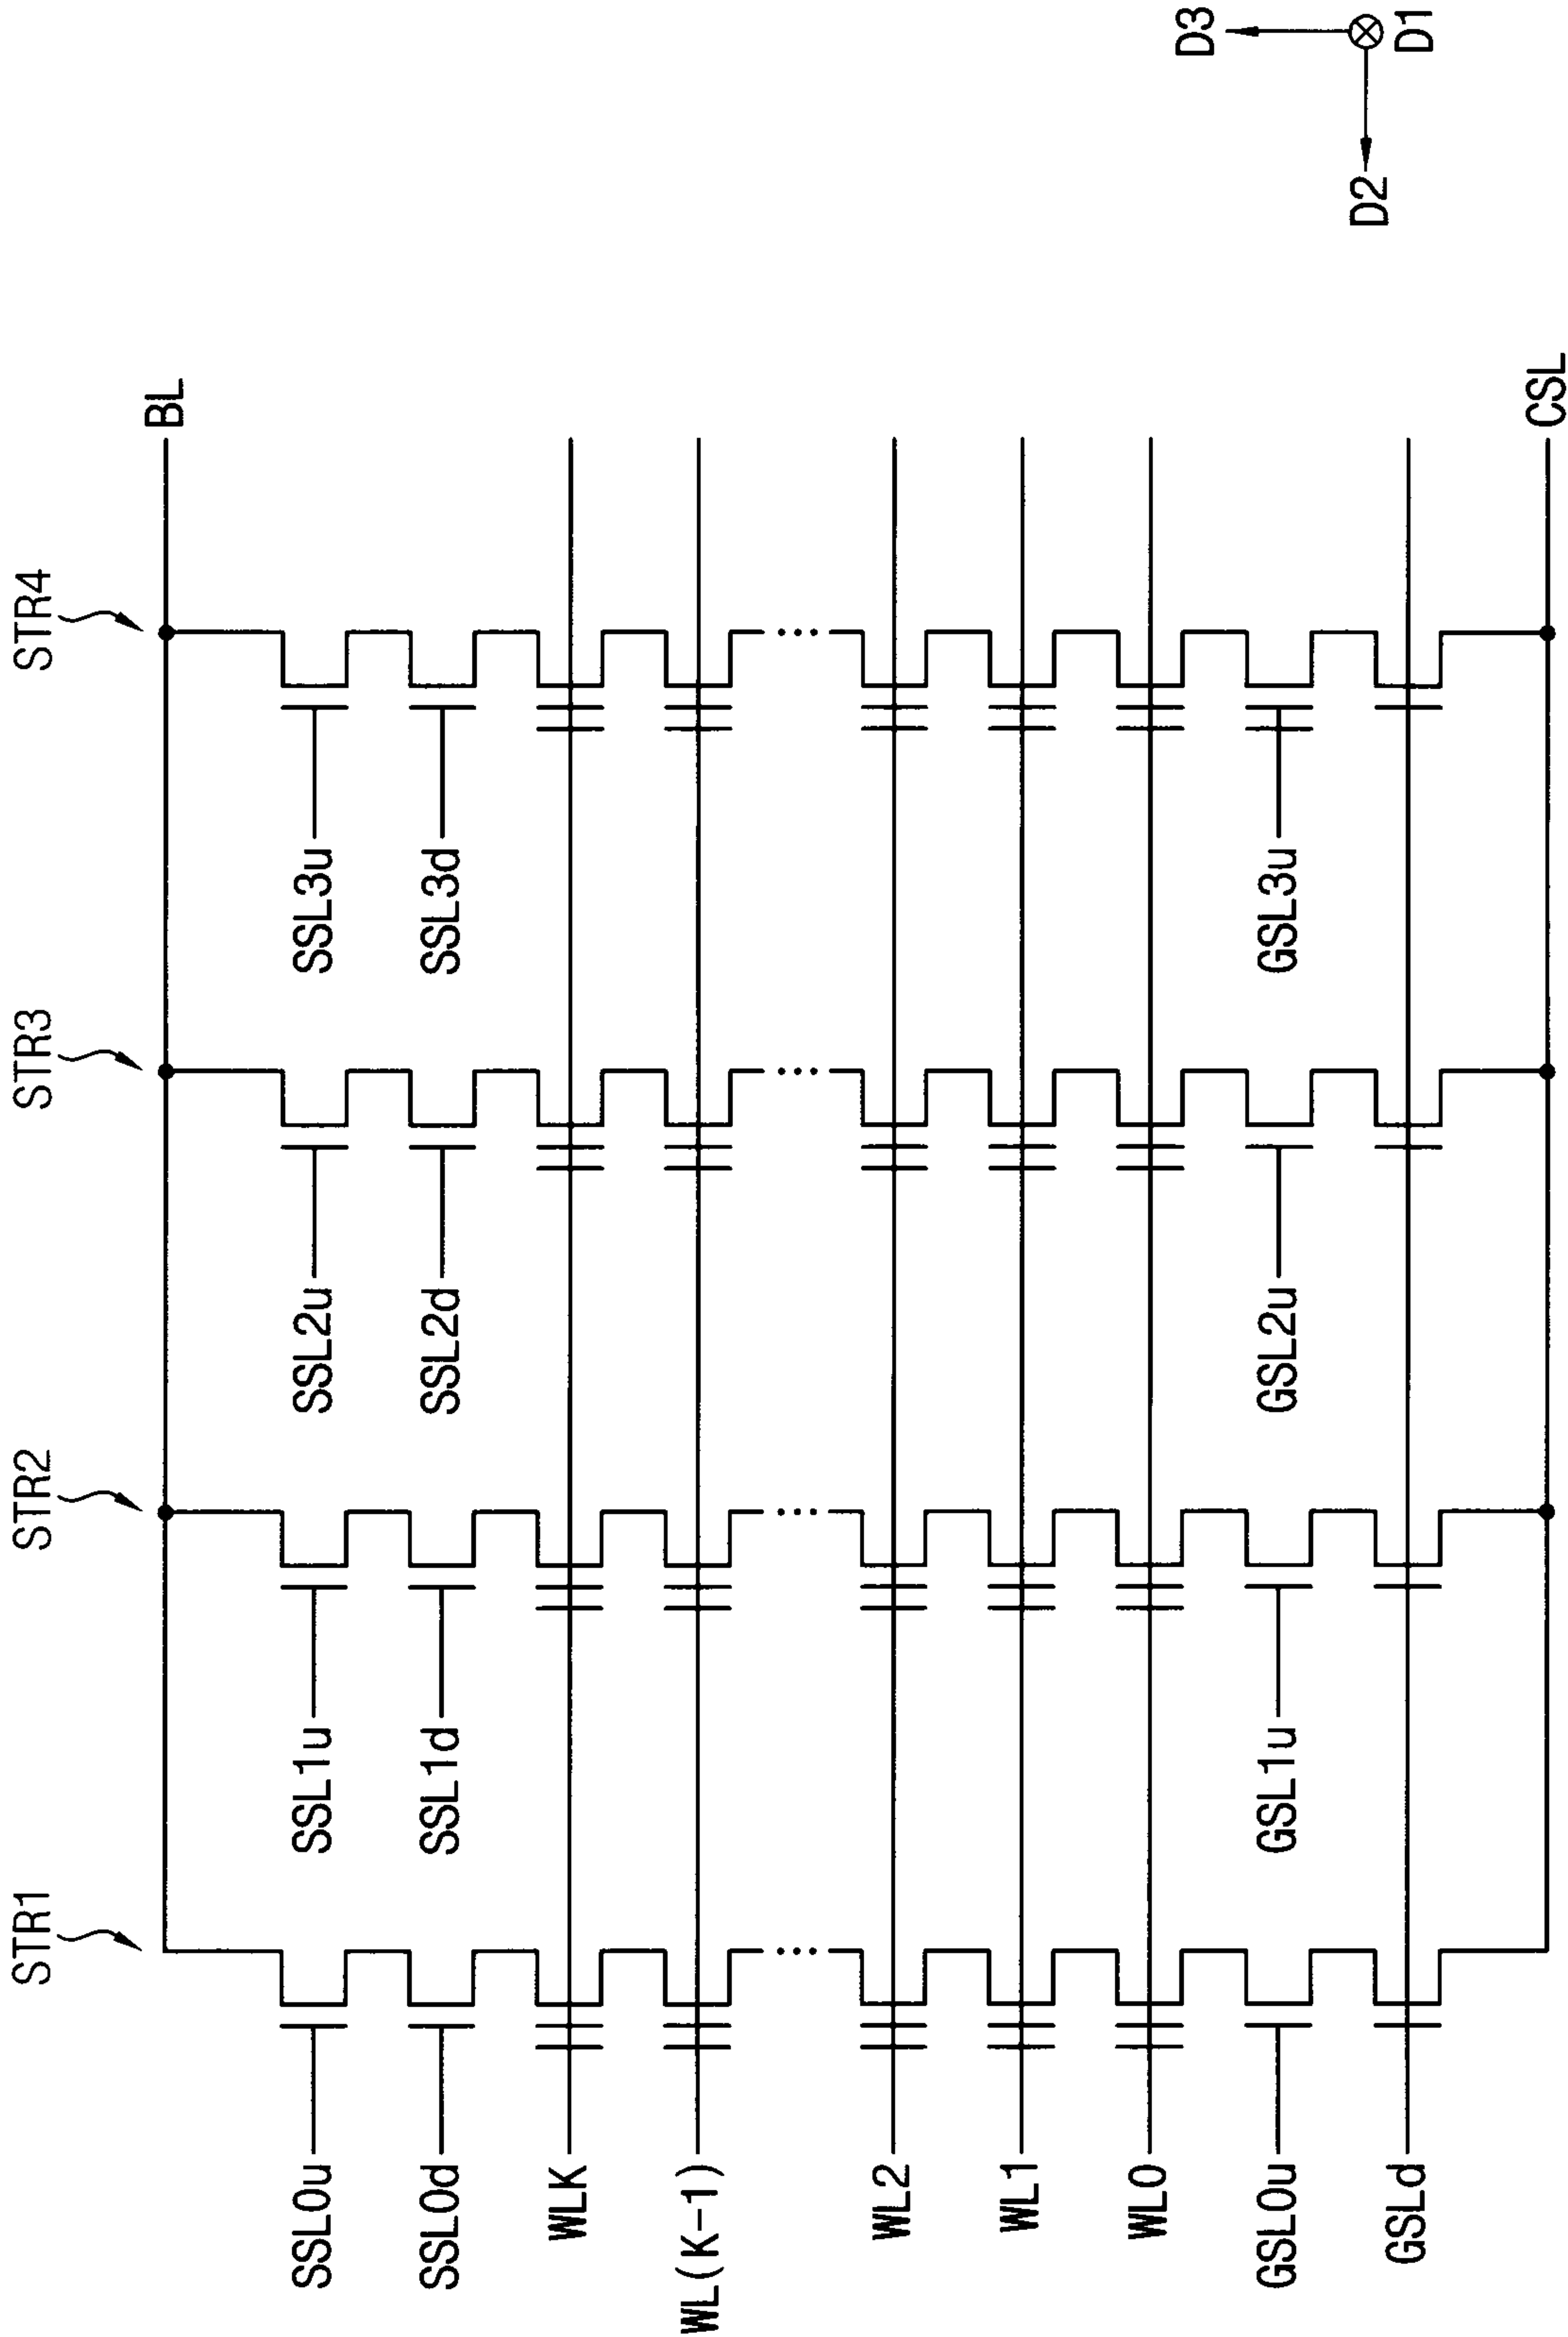 STR1
STR2
STR3
STR4
BL
SSL0u
SSL1u
SSL2u
SSL3u
SSL0d
SSL1d
SSL2d
SSL3d
WLK
WL(K-1)
WL2
WL1
WL0
GSL0u
GSL1u
GSL2u
GSL3u
GSLd
CSL
D3
D2
D1